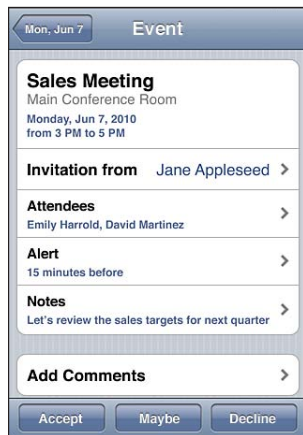 Mon, Jun 7
Event
Sales Meeting
Main Conference Room
Monday, Jun 7, 2010
from 3 PM to 5 PM
Invitation from Jane Appleseed
Attendees
Emily Harrold, David Martinez
Alert
15 minutes before
Notes
Let's review the sales targets for next quarter
Add Comments
Accept Maybe Decline